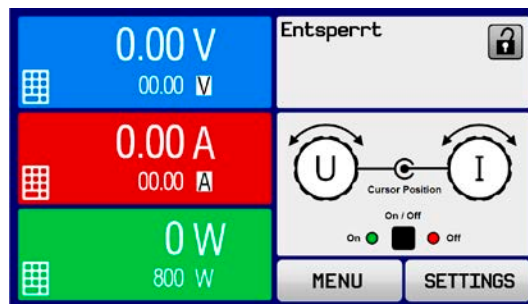 0.00 V
00.00 V
0.00 A
00.00 A
0 W
800 W
Entsperrt
U
I
Cursor Position
On / Off
On
Off
MENU
SETTINGS